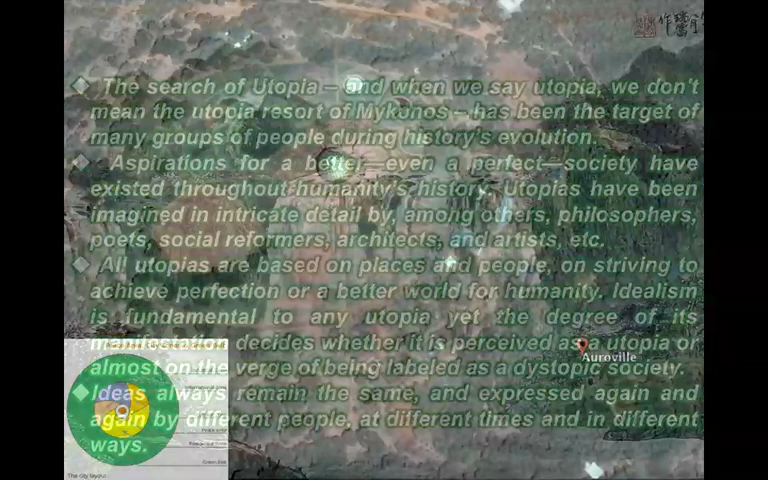 ◆ The search of Utopia – and when we say utopia, we don't
mean the utopia resort of Mykonos – has been the target of
many groups of people during history's evolution.
◆ Aspirations for a better—even a perfect—society have
existed throughout humanity's history. Utopias have been
imagined in intricate detail by, among others, philosophers,
poets, social reformers, architects, and artists, etc.
◆ All utopias are based on places and people, on striving to
achieve perfection or a better world for humanity. Idealism
is fundamental to any utopia yet the degree of its
decides whether it is perceived as a utopia or
almost on the verge of being labeled as a dystopic society.
◆ Ideas always remain the same, and expressed again and
again by different people, at different times and in different
ways.
Auroville
The city layout